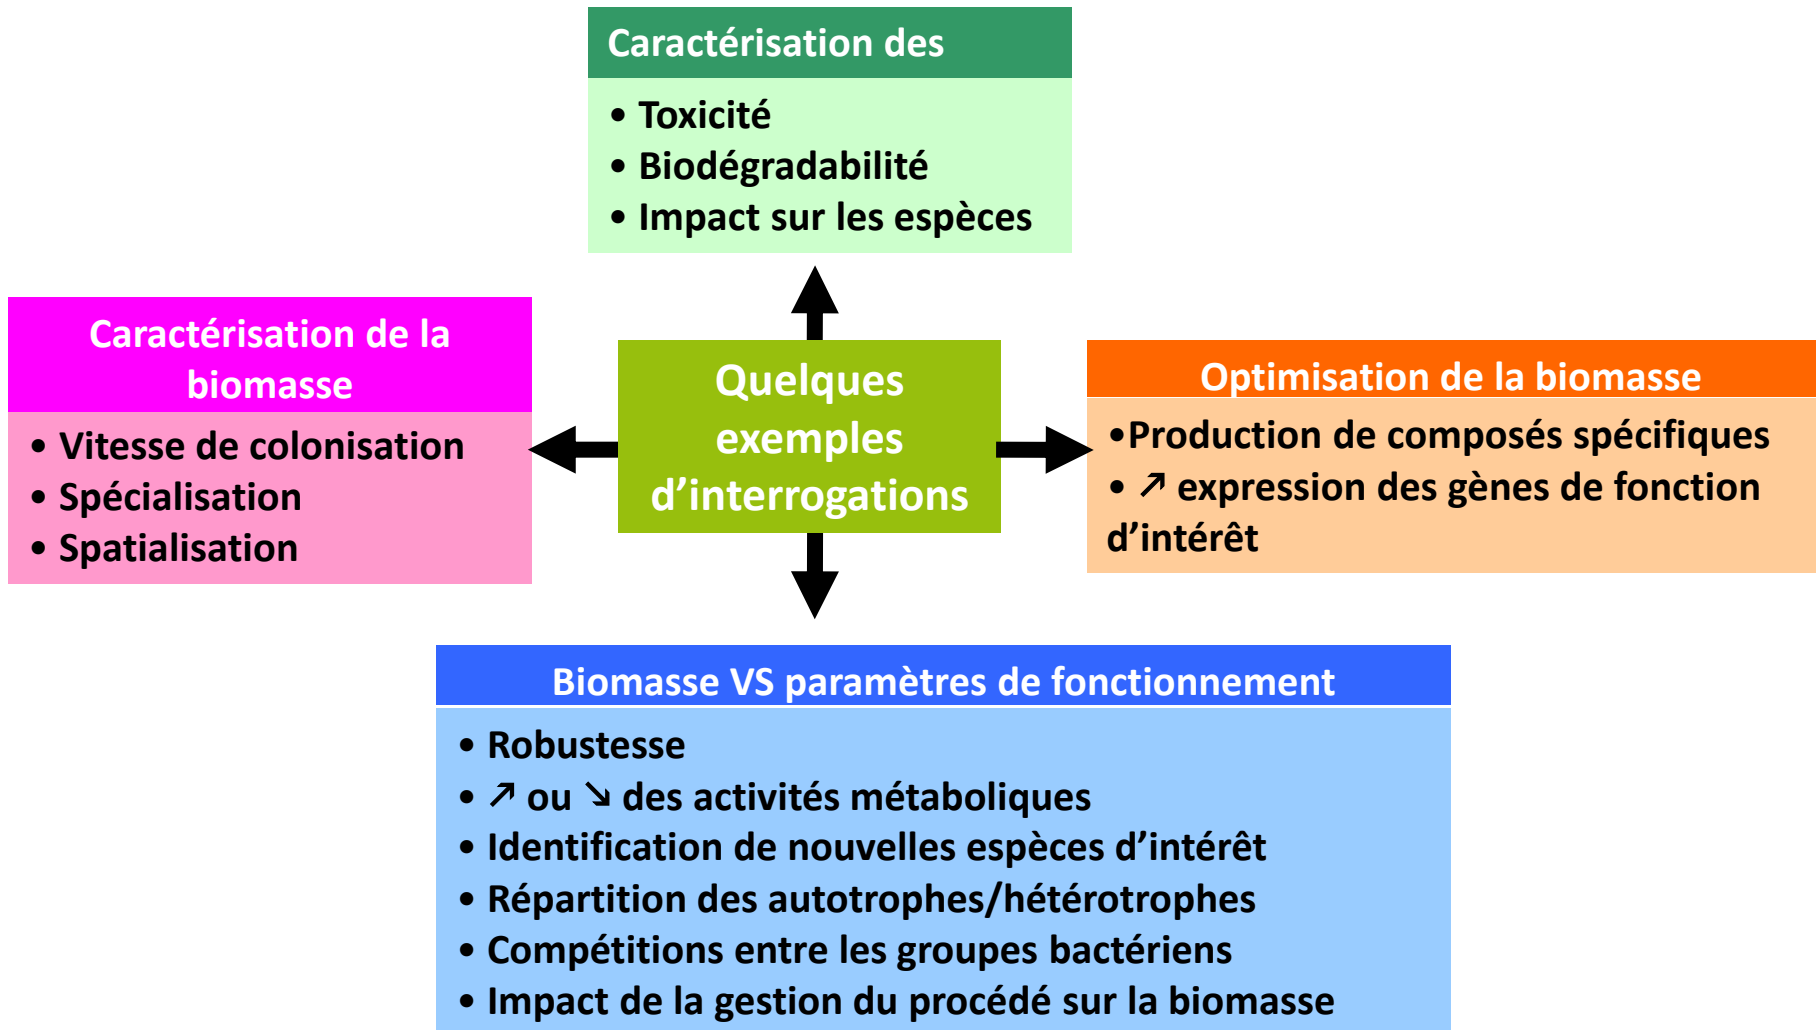 Caractérisation des
• Toxicité
• Biodégradabilité
• Impact sur les espèces
Caractérisation de la
biomasse
• Vitesse de colonisation
• Spécialisation
• Spatialisation
Quelques
exemples
d’interrogations
Optimisation de la biomasse
•Production de composés spécifiques
• ↗ expression des gènes de fonction
d’intérêt
Biomasse VS paramètres de fonctionnement
• Robustesse
• ↗ ou ↘ des activités métaboliques
• Identification de nouvelles espèces d’intérêt
• Répartition des autotrophes/hétérotrophes
• Compétitions entre les groupes bactériens
• Impact de la gestion du procédé sur la biomasse